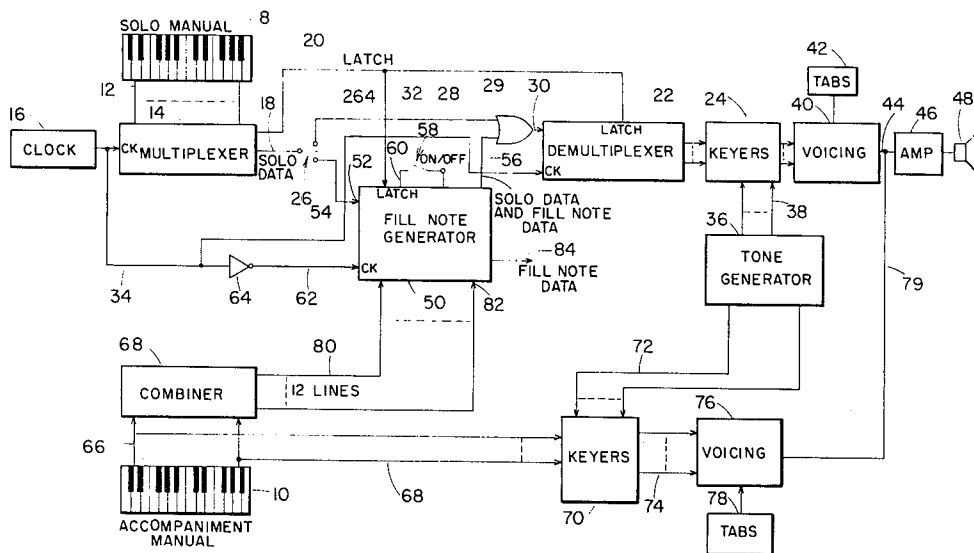 SOLO MANUAL
8
12
14
16
CLOCK
CK
MULTIPLEXER
18
SOLO DATA
20
LATCH
26
264
32
28
29
30
54
52
60
58
ON/OFF
56
LATCH
FILL NOTE GENERATOR
CK
SOLO DATA AND FILL NOTE DATA
84
FILL NOTE DATA
22
LATCH
DEMULTIPLEXER
CK
24
KEYERS
40
VOICING
42
TABS
44
46
AMP
48
36
38
TONE GENERATOR
79
34
64
62
50
82
68
COMBINER
80
12 LINES
66
10
ACCOMPANIMENT MANUAL
68
72
KEYERS
70
74
76
VOICING
78
TABS